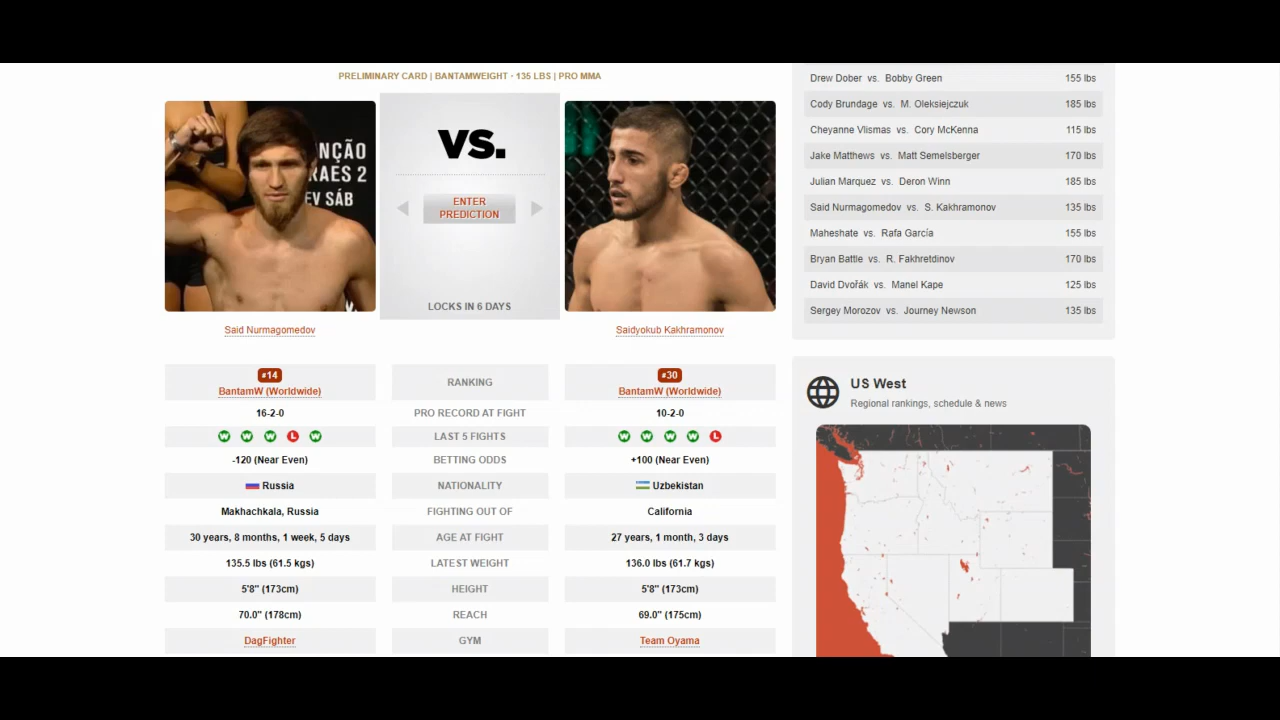 PRELIMINARY CARD | BANTAMWEIGHT · 135 LBS | PRO MMA
NÇÃO
RAES 2
EV SÁB
VS.
ENTER
PREDICTION
LOCKS IN 6 DAYS
Said Nurmagomedov
Saidyokub Kakhramonov
#14
BantamW (Worldwide)
RANKING
#30
BantamW (Worldwide)
16-2-0
PRO RECORD AT FIGHT
10-2-0
W W W L W
LAST 5 FIGHTS
W W W W L
-120 (Near Even)
BETTING ODDS
+100 (Near Even)
Russia
NATIONALITY
Uzbekistan
Makhachkala, Russia
FIGHTING OUT OF
California
30 years, 8 months, 1 week, 5 days
AGE AT FIGHT
27 years, 1 month, 3 days
135.5 lbs (61.5 kgs)
LATEST WEIGHT
136.0 lbs (61.7 kgs)
5'8" (173cm)
HEIGHT
5'8" (173cm)
70.0" (178cm)
REACH
69.0" (175cm)
DagFighter
GYM
Team Oyama
Drew Dober vs. Bobby Green 155 lbs
Cody Brundage vs. M. Oleksiejczuk 185 lbs
Cheyanne Vlismas vs. Cory McKenna 115 lbs
Jake Matthews vs. Matt Semelsberger 170 lbs
Julian Marquez vs. Deron Winn 185 lbs
Said Nurmagomedov vs. S. Kakhramonov 135 lbs
Maheshate vs. Rafa García 155 lbs
Bryan Battle vs. R. Fakhretdinov 170 lbs
David Dvořák vs. Manel Kape 125 lbs
Sergey Morozov vs. Journey Newson 135 lbs
US West
Regional rankings, schedule & news